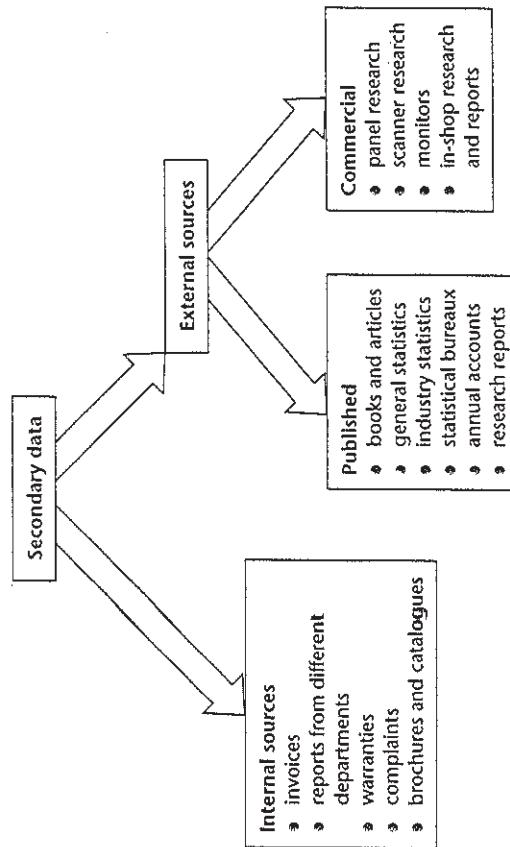 Secondary data
External sources
Internal sources
• invoices
• reports from different
departments
• warranties
• complaints
• brochures and catalogues
Published
• books and articles
• general statistics
• industry statistics
• statistical bureaux
• annual accounts
• research reports
Commercial
• panel research
• scanner research
• monitors
• in-shop research
and reports